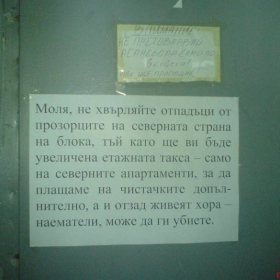 Моля, не хвърляйте отпадъци от
прозорците на северната страна
на блока, тъй като ще ви бъде
увеличена етажната такса – само
на северните апартаменти, за да
плащаме на чистачките допъл-
нително, а и отзад живеят хора –
наематели, може да ги убиете.